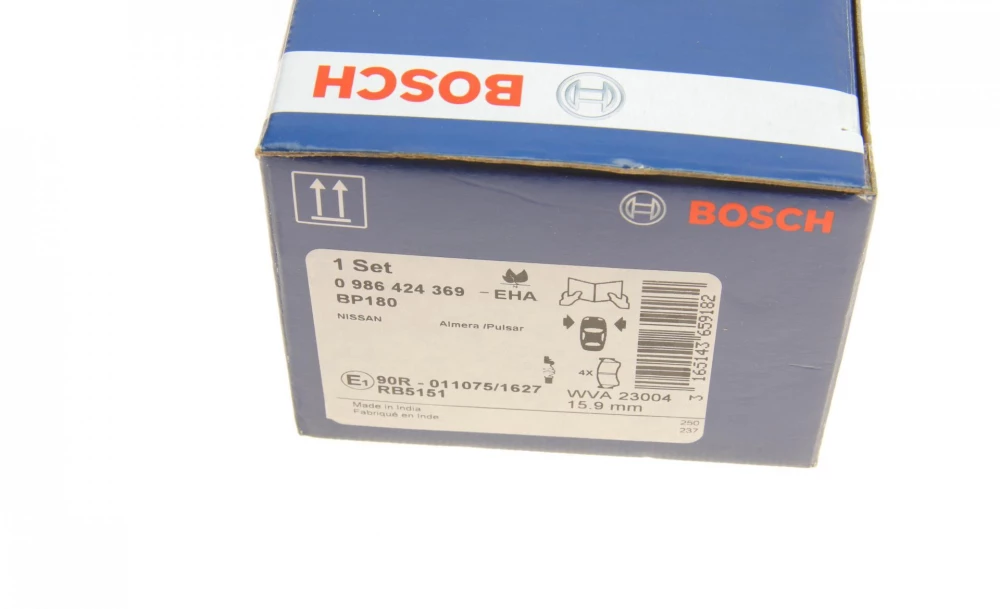 BOSCH
BOSCH
1 Set
0 986 424 369 - EHA
BP180
NISSAN
Almera /Pulsar
4X
E1 90R - 011075/1627
RB5151
WVA 23004
15.9 mm
Made in India
Fabriqué en Inde
250
237
3 165143 659182